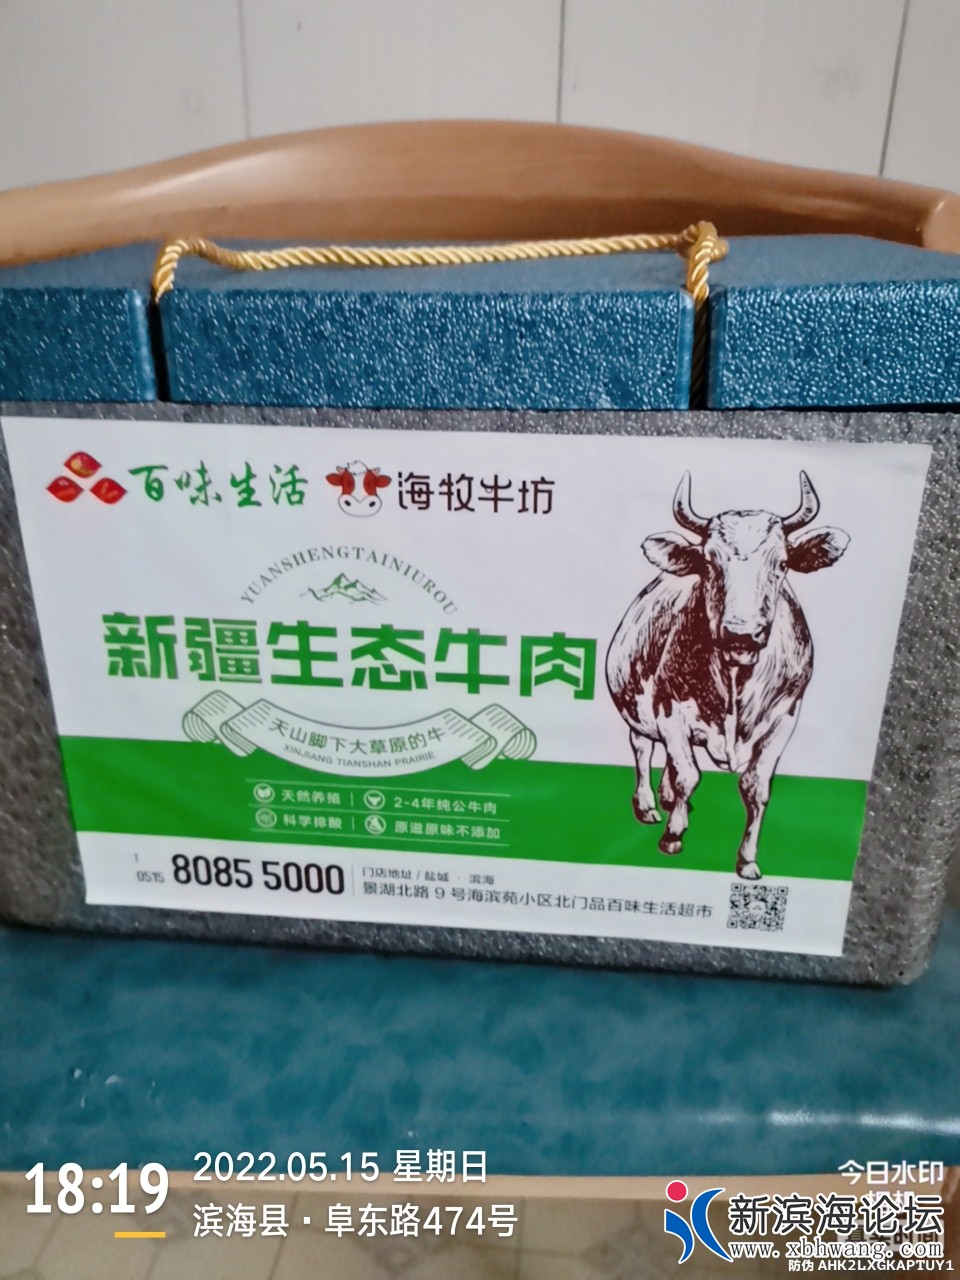 百味生活 海牧牛坊
YUANSHENGTAINIUROU
新疆生态牛肉
天山脚下大草原的牛
XINJIANG TIANSHAN PRAIRIE
天然养殖 | 2-4年纯公牛肉
科学排酸 | 原滋原味不添加
T
0515 8085 5000
门店地址 / 盐城 · 滨海
景湖北路 9 号海滨苑小区北门品百味生活超市
18:19
2022.05.15 星期日
滨海县·阜东路474号
今日水印
相机
新滨海论坛
www.xbhwang.com
防伪 AHK2LXGKAPTUY1